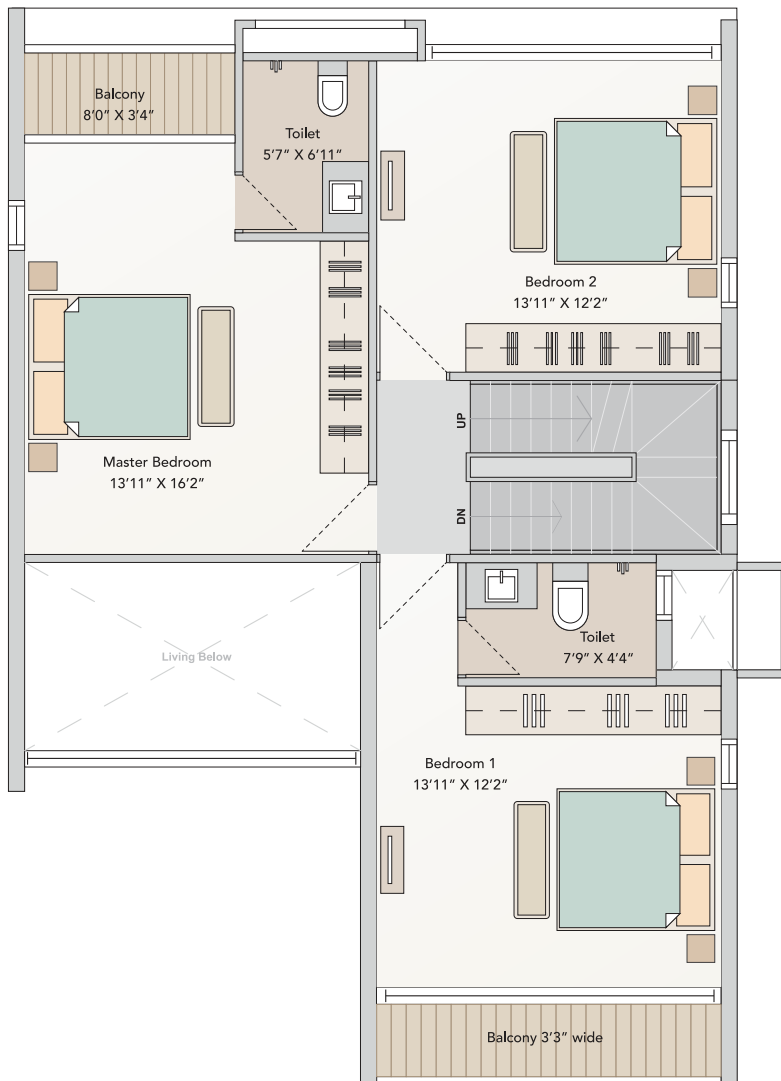 Balcony
8'0" X 3'4"
Toilet
5'7" X 6'11"
Bedroom 2
13'11" X 12'2"
UP
Master Bedroom
13'11" X 16'2"
DN
Toilet
7'9" X 4'4"
Living Below
Bedroom 1
13'11" X 12'2"
Balcony 3'3" wide